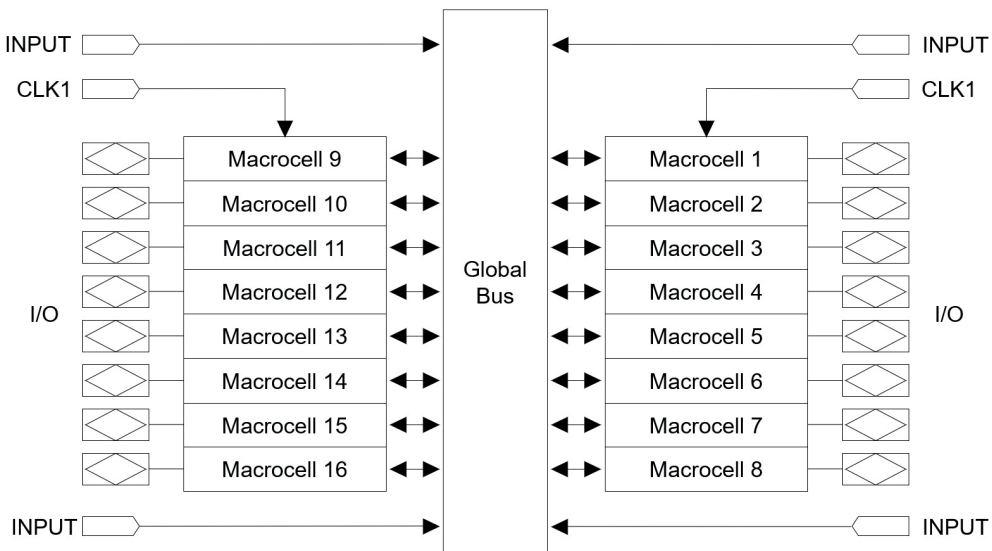 INPUT
INPUT
CLK1
CLK1
Macrocell 9
Macrocell 1
Macrocell 10
Macrocell 2
Macrocell 11
Macrocell 3
Global
Bus
Macrocell 12
Macrocell 4
I/O
I/O
Macrocell 13
Macrocell 5
Macrocell 14
Macrocell 6
Macrocell 15
Macrocell 7
Macrocell 16
Macrocell 8
INPUT
INPUT